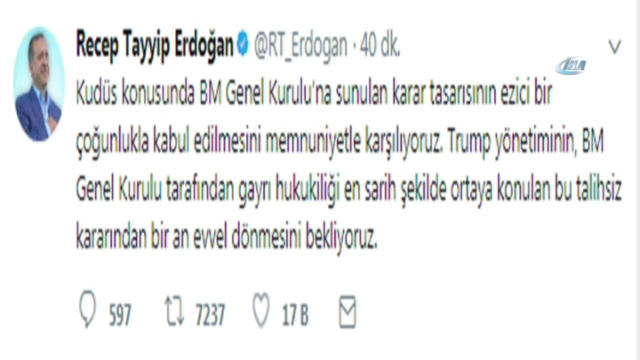 Recep Tayyip Erdoğan @RT_Erdogan · 40 dk.
Kudüs konusunda BM Genel Kurulu'na sunulan karar tasarısının ezici bir
çoğunlukla kabul edilmesini memnuniyetle karşılıyoruz. Trump yönetiminin, BM
Genel Kurulu tarafından gayrı hukukiliği en sarih şekilde ortaya konulan bu talihsiz
kararından bir an evvel dönmesini bekliyoruz.
597 7237 17 B